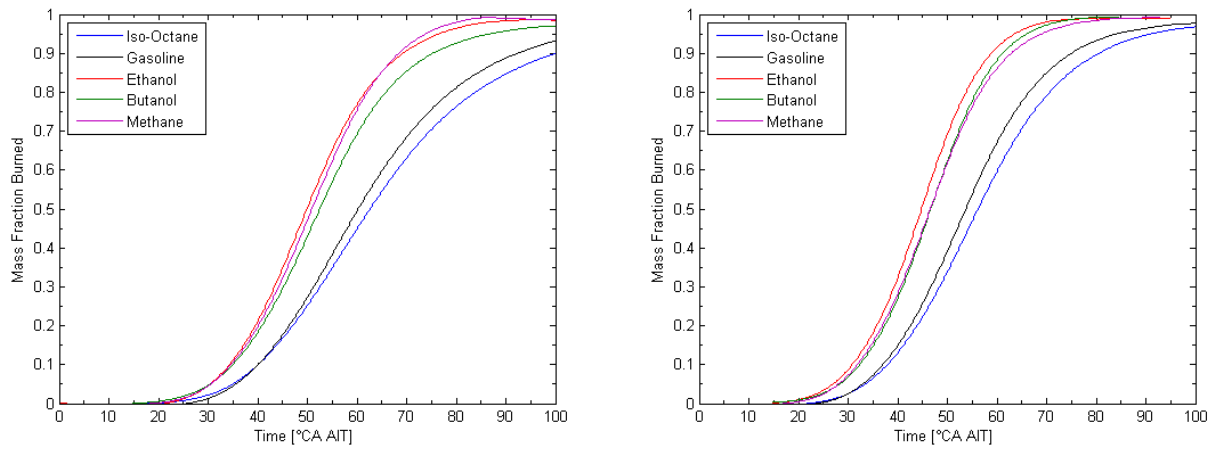 1
0.9
0.8
0.7
0.6
0.5
0.4
0.3
0.2
0.1
0
Mass Fraction Burned
Iso-Octane
Gasoline
Ethanol
Butanol
Methane
0 10 20 30 40 50 60 70 80 90 100
Time [°CA AIT]
1
0.9
0.8
0.7
0.6
0.5
0.4
0.3
0.2
0.1
0
Mass Fraction Burned
Iso-Octane
Gasoline
Ethanol
Butanol
Methane
0 10 20 30 40 50 60 70 80 90 100
Time [°CA AIT]